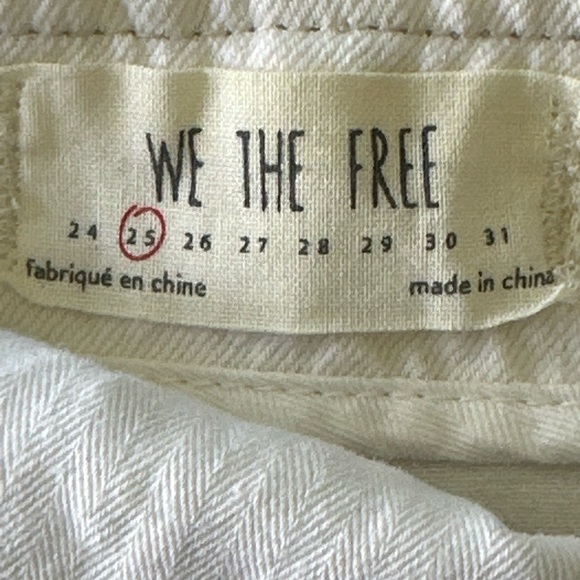 WE THE FREE
24 25 26 27 28 29 30 31
fabriqué en chine made in china